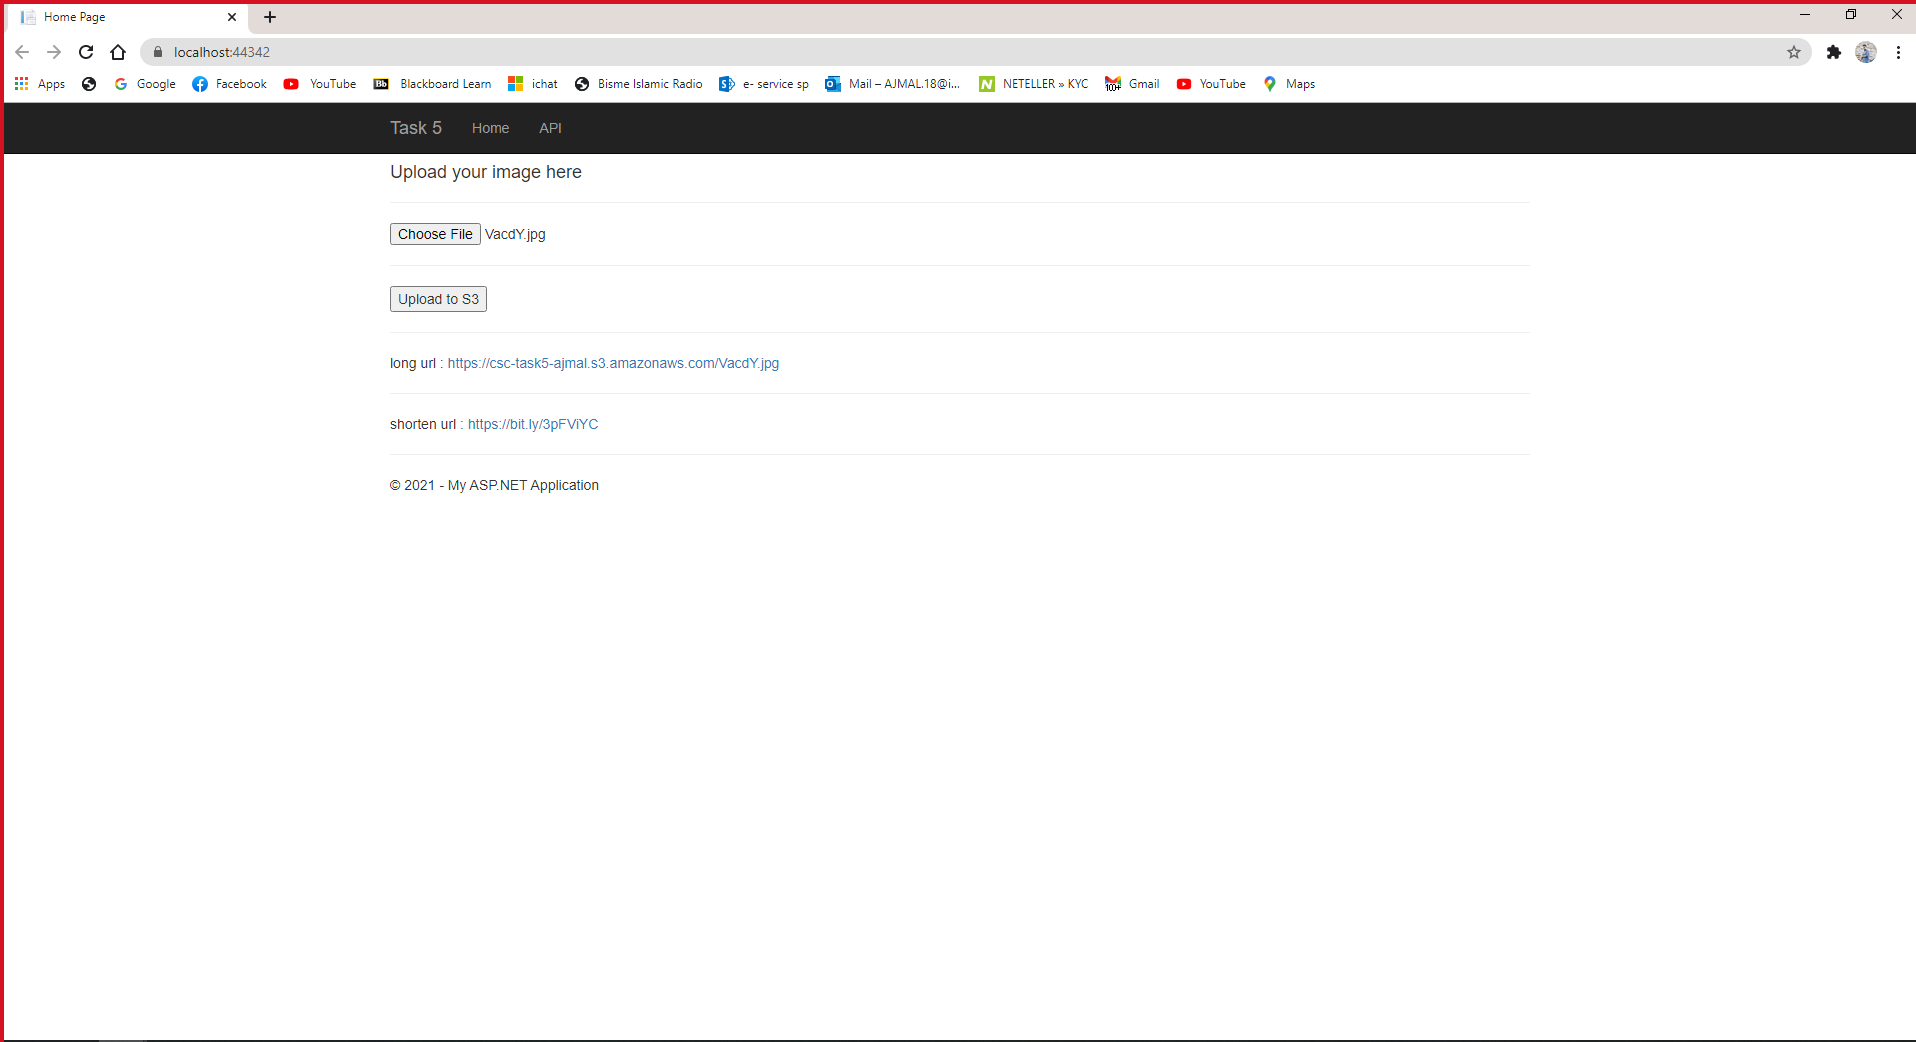 Home Page
localhost:44342
Apps Google Facebook YouTube Bb Blackboard Learn ichat Bisme Islamic Radio e- service sp Mail – AJMAL.18@i... NETELLER » KYC 100+ Gmail YouTube Maps
Task 5 Home API
Upload your image here
Choose File VacdY.jpg
Upload to S3
long url : https://csc-task5-ajmal.s3.amazonaws.com/VacdY.jpg
shorten url : https://bit.ly/3pFViYC
© 2021 - My ASP.NET Application